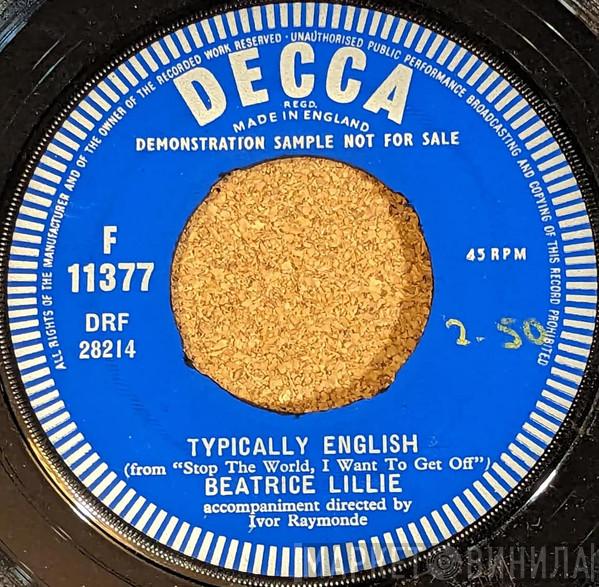 ALL RIGHTS OF THE MANUFACTURER AND OF THE OWNER OF THE RECORDED WORK RESERVED · UNAUTHORISED PUBLIC PERFORMANCE BROADCASTING AND COPYING OF THIS RECORD PROHIBITED
DECCA
REGD.
MADE IN ENGLAND
DEMONSTRATION SAMPLE NOT FOR SALE
F
11377
45 RPM
DRF
28214
2-50
TYPICALLY ENGLISH
(from "Stop The World, I Want To Get Off")
BEATRICE LILLIE
accompaniment directed by
Ivor Raymonde
МАРКЕТ ВИНИЛА